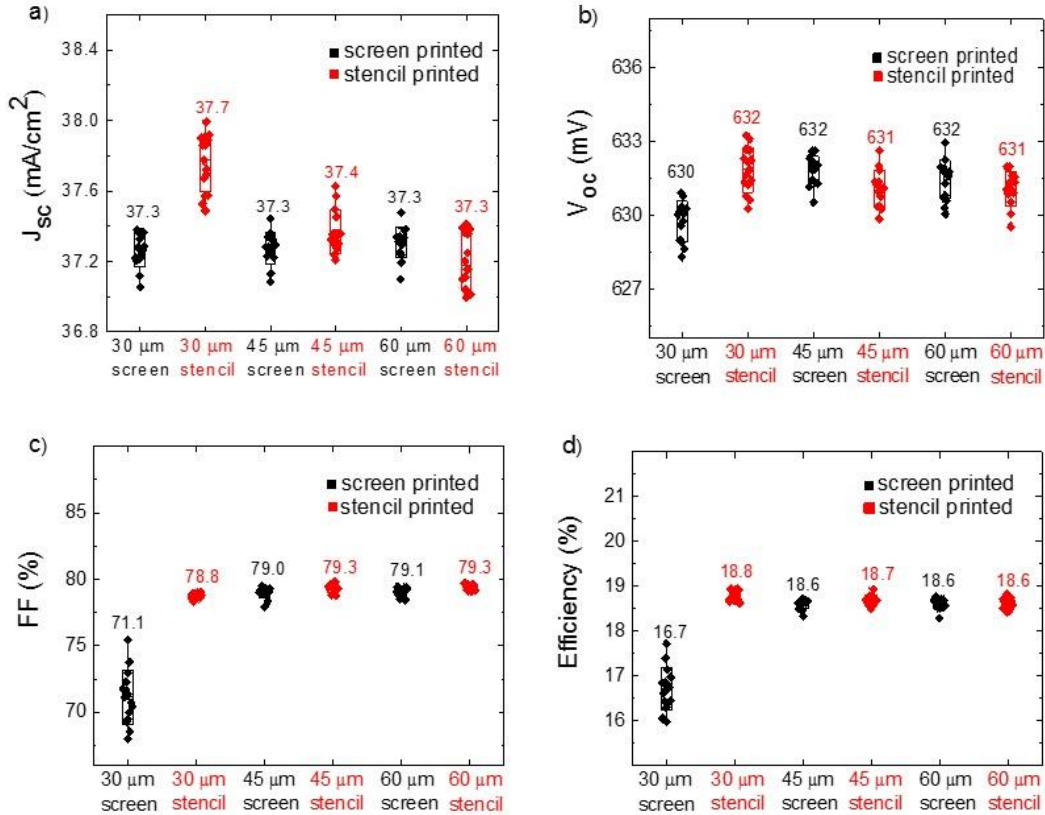 a)
J_sc (mA/cm²)
38.4
38.0
37.6
37.2
36.8
screen printed
stencil printed
37.3
37.7
37.3
37.4
37.3
37.3
30 μm 30 μm 45 μm 45 μm 60 μm 60 μm
screen stencil screen stencil screen stencil
b)
V_oc (mV)
636
633
630
627
screen printed
stencil printed
630
632
632
631
632
631
30 μm 30 μm 45 μm 45 μm 60 μm 60 μm
screen stencil screen stencil screen stencil
c)
FF (%)
85
80
75
70
screen printed
stencil printed
71.1
78.8
79.0
79.3
79.1
79.3
30 μm 30 μm 45 μm 45 μm 60 μm 60 μm
screen stencil screen stencil screen stencil
d)
Efficiency (%)
21
20
19
18
17
16
screen printed
stencil printed
16.7
18.8
18.6
18.7
18.6
18.6
30 μm 30 μm 45 μm 45 μm 60 μm 60 μm
screen stencil screen stencil screen stencil